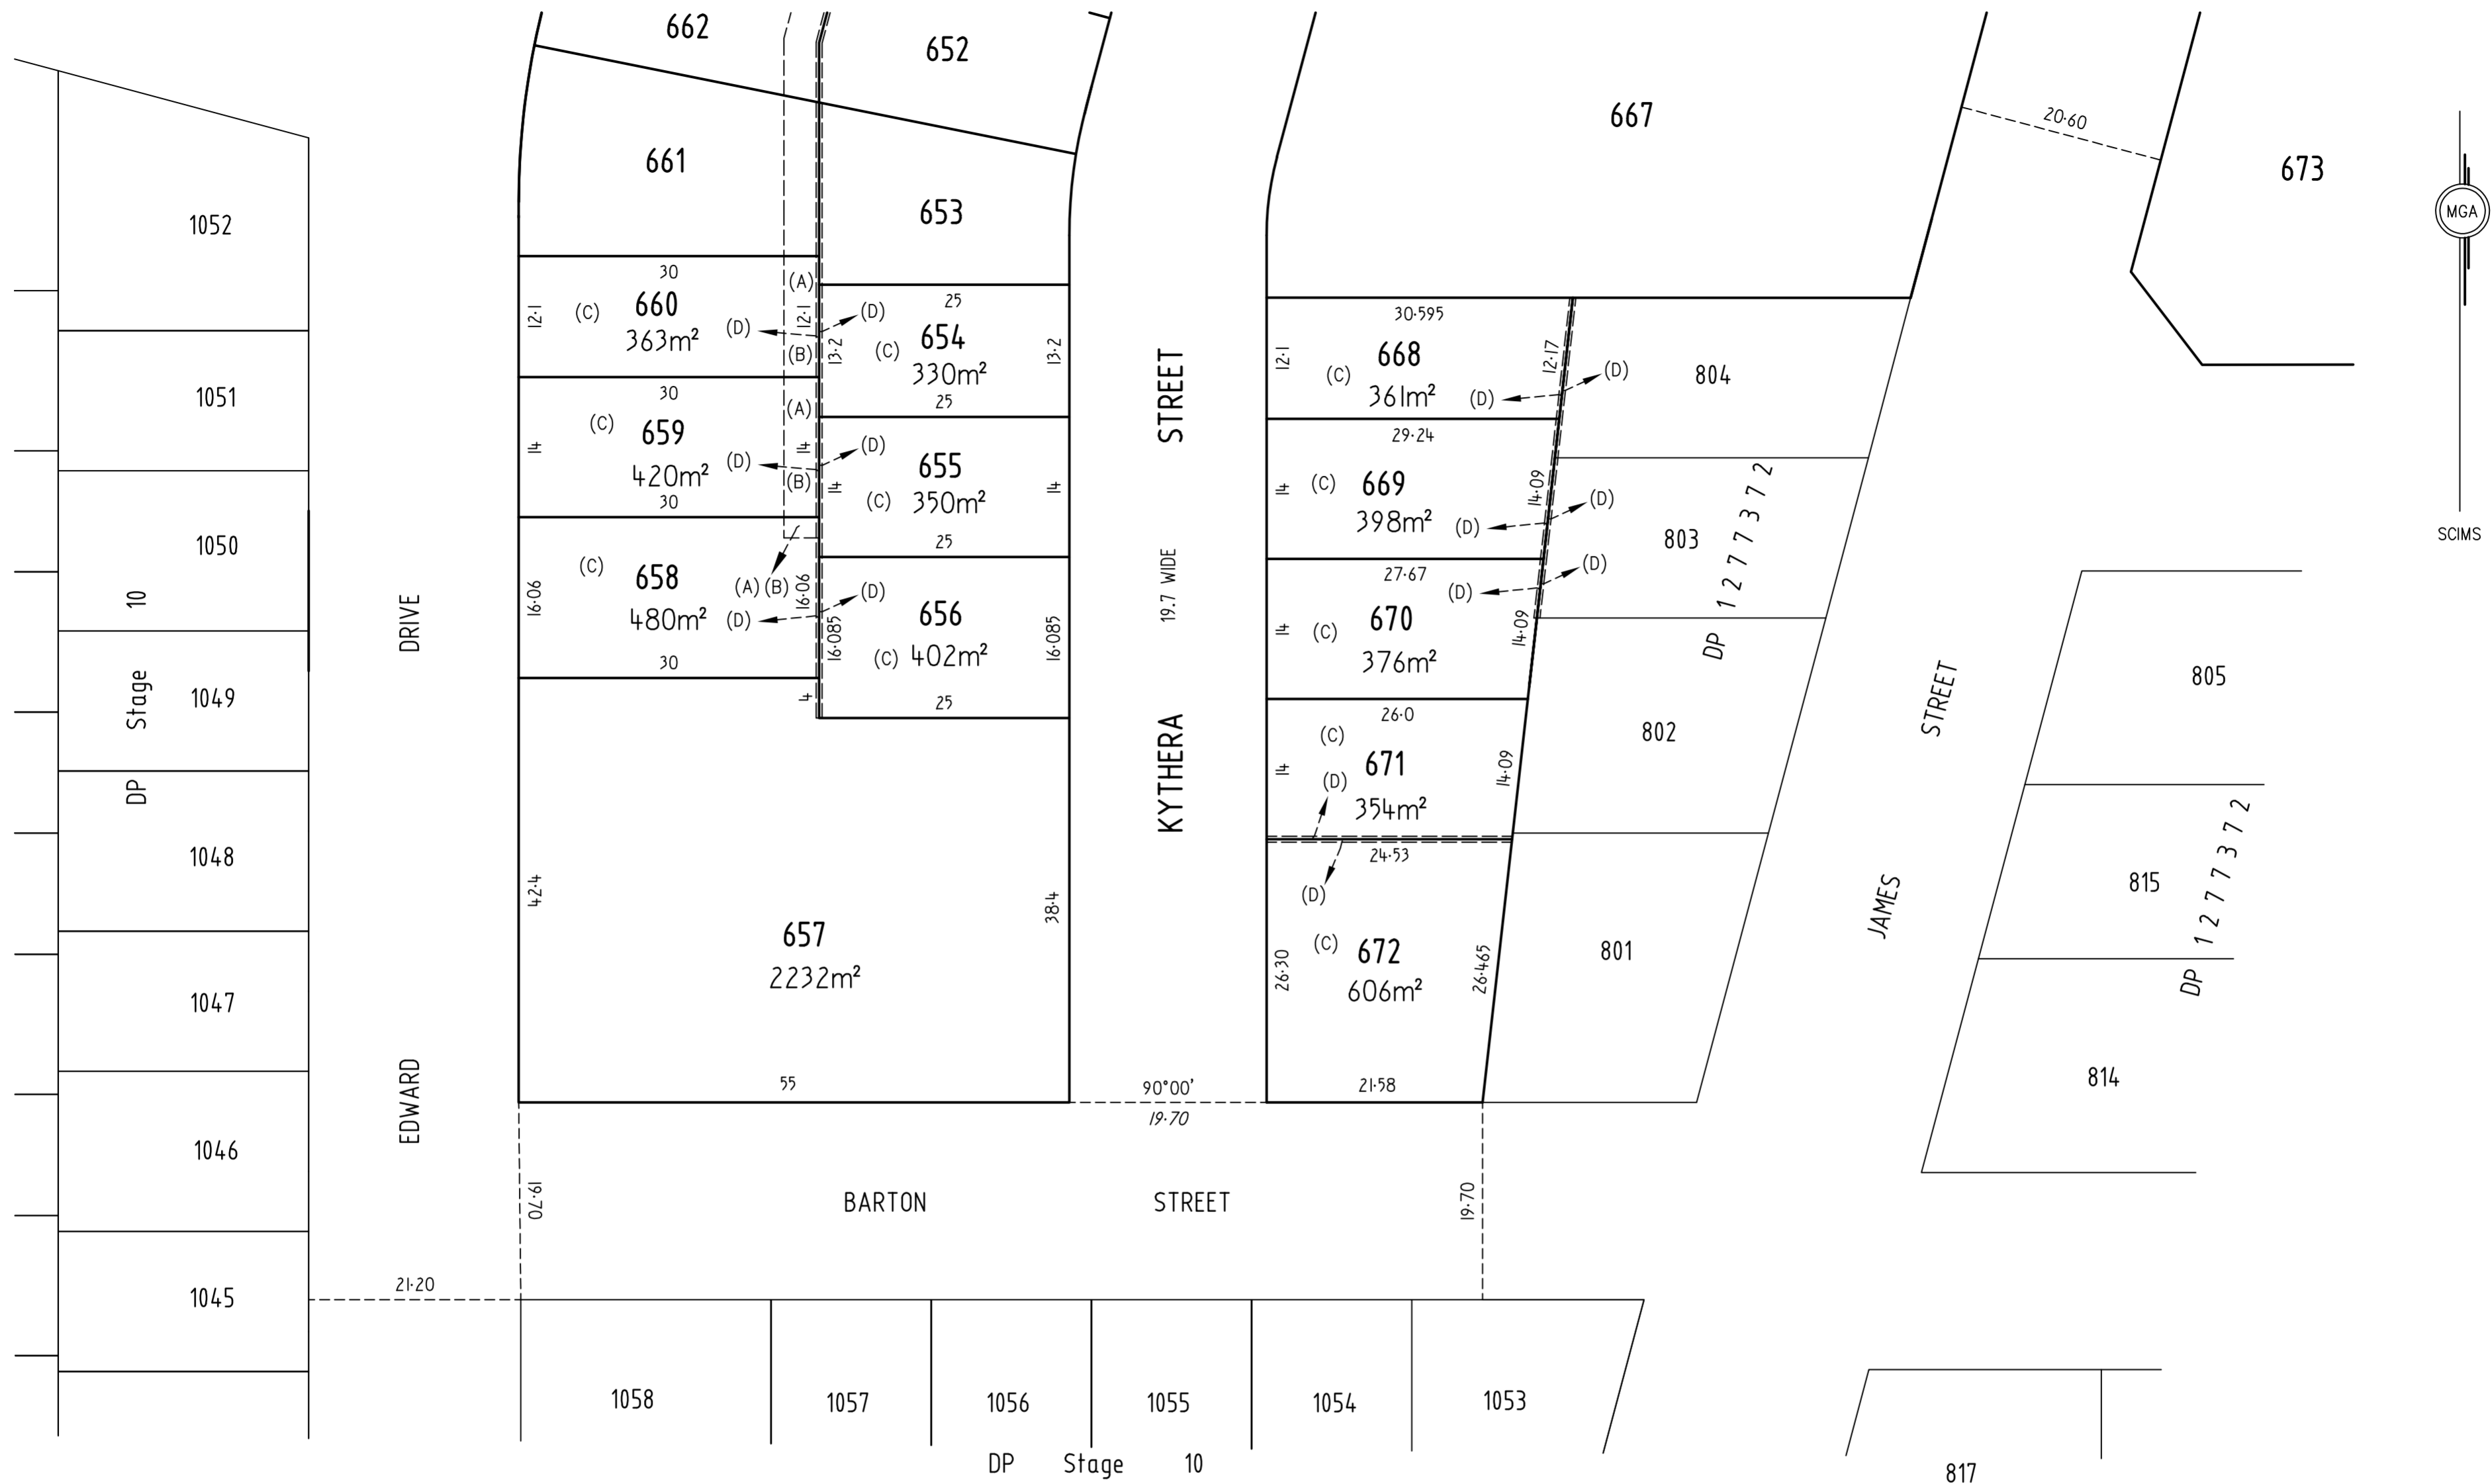 662
652
661
653
667
20·60
673
MGA
SCIMS
1052
1051
1050
1049
1048
1047
1046
1045
DP Stage 10
EDWARD DRIVE
30
12·1
(C)
660
363m²
(D)
(A)
12·1
(B)
30
14
(C)
659
420m²
(D)
(A)
14
(B)
30
16·06
(C)
658
480m²
(A) (B)
(D)
16·06
30
4
25
(D)
(C)
654
330m²
13·2
13·2
25
(D)
655
(C) 350m²
14
14
25
(D)
656
(C) 402m²
16·085
16·085
25
42·4
657
2232m²
38·4
55
KYTHERA STREET
19.7 WIDE
90°00'
19·70
30·595
12·1
(C)
668
361m²
(D)
12·17
(D)
29·24
14
(C)
669
398m²
(D)
14·09
(D)
27·67
14
(C)
670
376m²
(D)
14·09
(D)
26·0
14
(C)
671
(D)
354m²
14·09
24·53
(D)
26·30
(C)
672
606m²
26·465
21·58
804
803
802
801
DP 1277372
JAMES STREET
805
815
814
DP 1277372
19·70
BARTON STREET
19·70
21·20
1058
1057
1056
1055
1054
1053
DP Stage 10
817